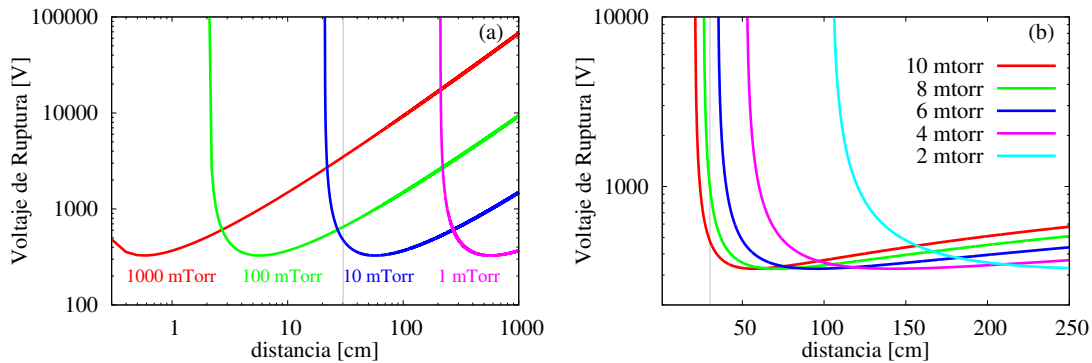 (a)
Voltaje de Ruptura [V]
100000
10000
1000
100
1000 mTorr
100 mTorr
10 mTorr
1 mTorr
1
10
100
1000
distancia [cm]
(b)
Voltaje de Ruptura [V]
10000
1000
10 mtorr
8 mtorr
6 mtorr
4 mtorr
2 mtorr
50
100
150
200
250
distancia [cm]